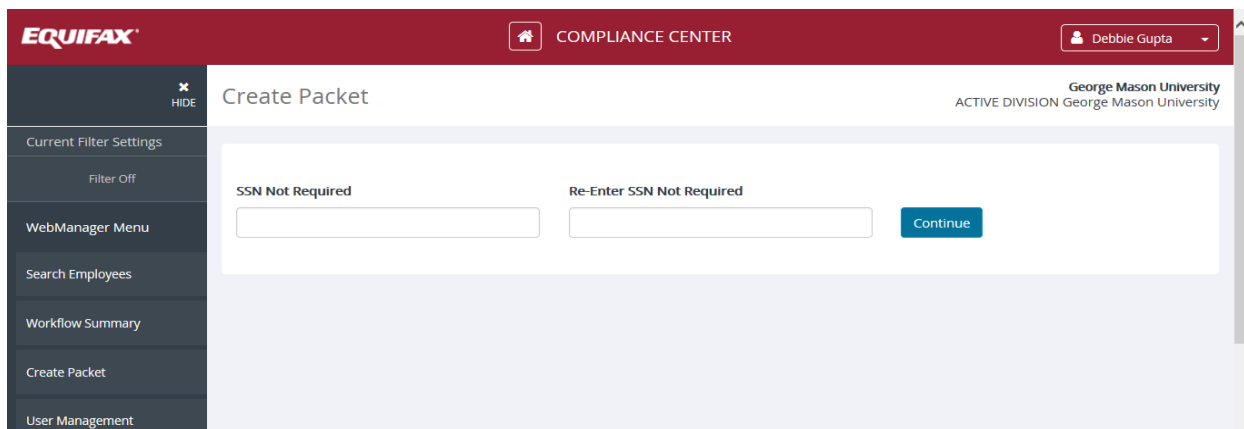 EQUIFAX
COMPLIANCE CENTER
Debbie Gupta
HIDE
Create Packet
George Mason University
ACTIVE DIVISION George Mason University
Current Filter Settings
Filter Off
SSN Not Required
Re-Enter SSN Not Required
Continue
WebManager Menu
Search Employees
Workflow Summary
Create Packet
User Management